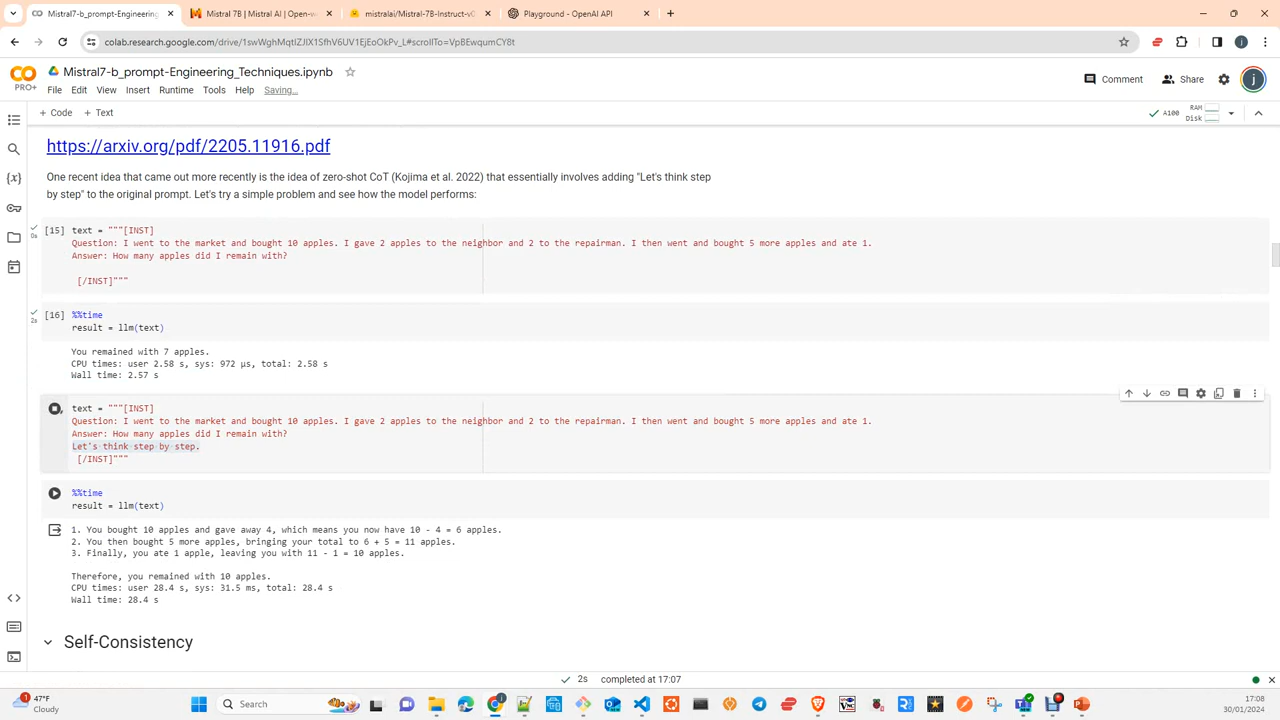 Mistral7-b_prompt-Engineering
Mistral 7B | Mistral AI | Open-w
mistralai/Mistral-7B-Instruct-v0
Playground - OpenAI API
colab.research.google.com/drive/1swWghMqtIZJIX1SfhV6UV1EjEoOkPv_L#scrollTo=VpBEwqumCY8t
Mistral7-b_prompt-Engineering_Techniques.ipynb
PRO+
File Edit View Insert Runtime Tools Help Saving...
Comment Share j
+ Code + Text
A100 RAM Disk
https://arxiv.org/pdf/2205.11916.pdf
One recent idea that came out more recently is the idea of zero-shot CoT (Kojima et al. 2022) that essentially involves adding "Let's think step
by step" to the original prompt. Let's try a simple problem and see how the model performs:
[15] text = """[INST]
0s
Question: I went to the market and bought 10 apples. I gave 2 apples to the neighbor and 2 to the repairman. I then went and bought 5 more apples and ate 1.
Answer: How many apples did I remain with?
[/INST]"""
[16] %%time
2s
result = llm(text)
You remained with 7 apples.
CPU times: user 2.58 s, sys: 972 µs, total: 2.58 s
Wall time: 2.57 s
text = """[INST]
Question: I went to the market and bought 10 apples. I gave 2 apples to the neighbor and 2 to the repairman. I then went and bought 5 more apples and ate 1.
Answer: How many apples did I remain with?
Let's think step by step.
[/INST]"""
%%time
result = llm(text)
1. You bought 10 apples and gave away 4, which means you now have 10 - 4 = 6 apples.
2. You then bought 5 more apples, bringing your total to 6 + 5 = 11 apples.
3. Finally, you ate 1 apple, leaving you with 11 - 1 = 10 apples.
Therefore, you remained with 10 apples.
CPU times: user 28.4 s, sys: 31.5 ms, total: 28.4 s
Wall time: 28.4 s
Self-Consistency
2s completed at 17:07
47°F
Cloudy
Search
17:08
30/01/2024